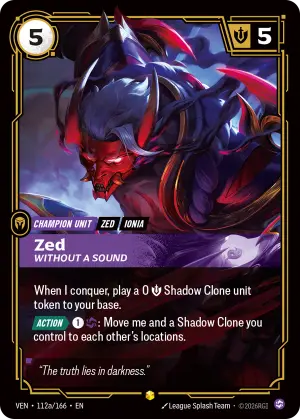 5
5
CHAMPION UNIT ZED IONIA
Zed
WITHOUT A SOUND
When I conquer, play a 0 Shadow Clone unit
token to your base.
ACTION 1 : Move me and a Shadow Clone you
control to each other's locations.
"The truth lies in darkness."
VEN • 112a/166 • EN
League Splash Team
©2026RGI